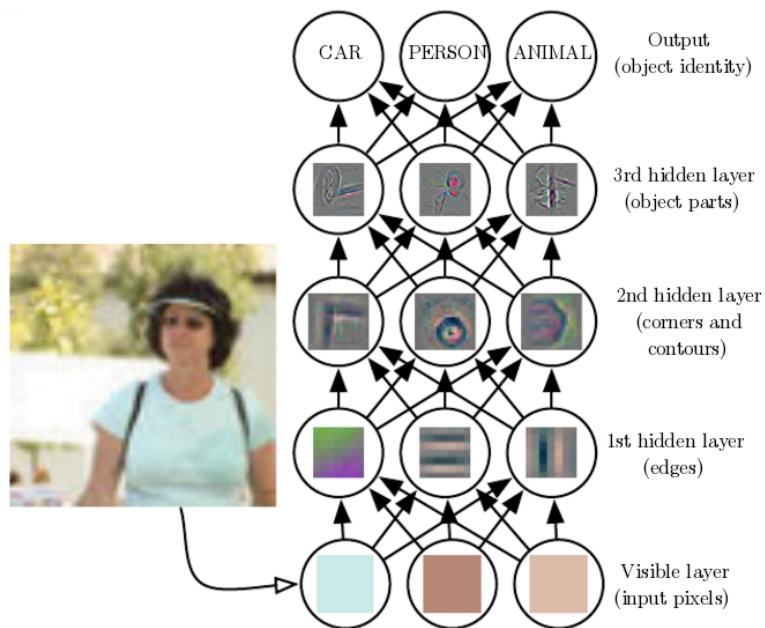 CAR PERSON ANIMAL
Output
(object identity)
3rd hidden layer
(object parts)
2nd hidden layer
(corners and
contours)
1st hidden layer
(edges)
Visible layer
(input pixels)